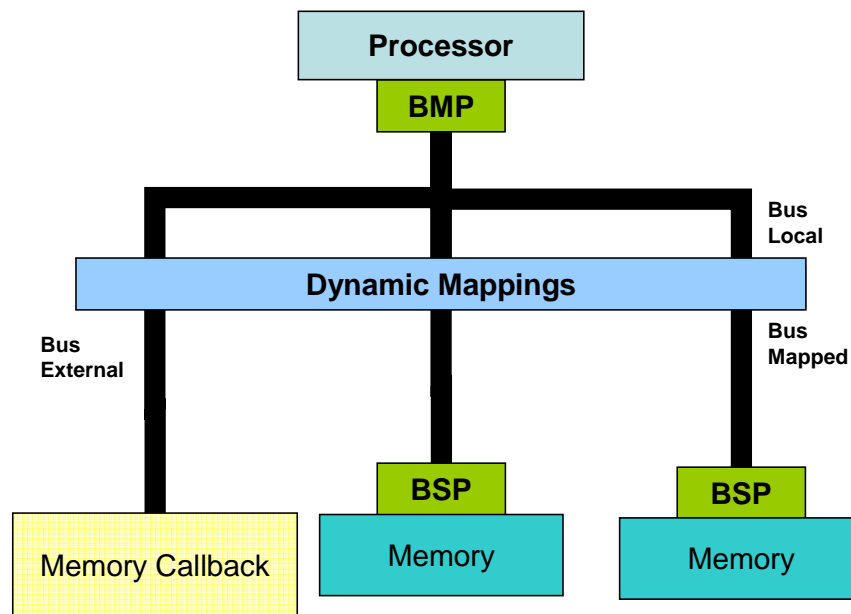 Processor
BMP
Bus
Local
Dynamic Mappings
Bus
External
Bus
Mapped
BSP
BSP
Memory Callback
Memory
Memory